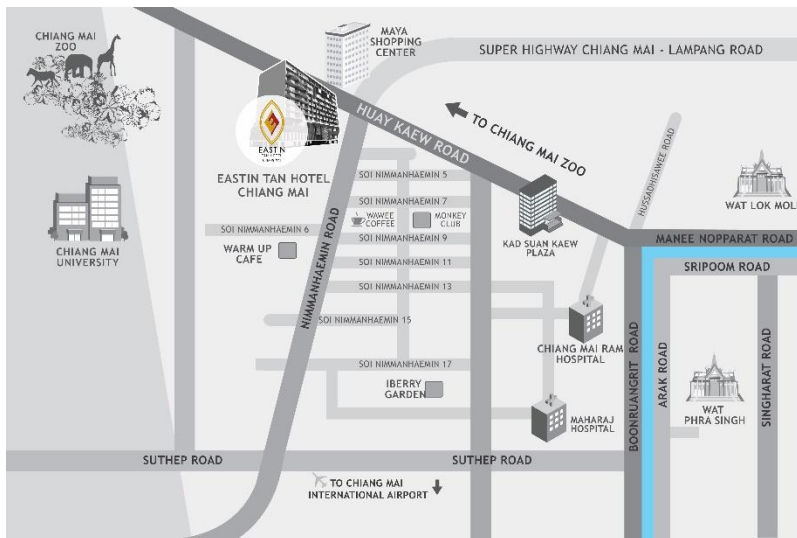 CHIANG MAI
ZOO
MAYA
SHOPPING
CENTER
SUPER HIGHWAY CHIANG MAI - LAMPANG ROAD
EASTIN
EASTIN TAN HOTEL
CHIANG MAI
HUAY KAEW ROAD
TO CHIANG MAI ZOO
HUSSADHISAWEE ROAD
WAT LOK MOLI
SOI NIMMANHAEMIN 5
SOI NIMMANHAEMIN 7
WAWEE
COFFEE
MONKEY
CLUB
KAD SUAN KAEW
PLAZA
CHIANG MAI
UNIVERSITY
SOI NIMMANHAEMIN 6
SOI NIMMANHAEMIN 9
WARM UP
CAFE
NIMMANHAEMIN ROAD
MANEE NOPPARAT ROAD
SRIPOOM ROAD
SOI NIMMANHAEMIN 11
SOI NIMMANHAEMIN 13
SOI NIMMANHAEMIN 15
CHIANG MAI RAM
HOSPITAL
SOI NIMMANHAEMIN 17
IBERRY
GARDEN
MAHARAJ
HOSPITAL
BOONRUANGRIT ROAD
ARAK ROAD
WAT
PHRA SINGH
SINGHARAT ROAD
SUTHEP ROAD
SUTHEP ROAD
TO CHIANG MAI
INTERNATIONAL AIRPORT